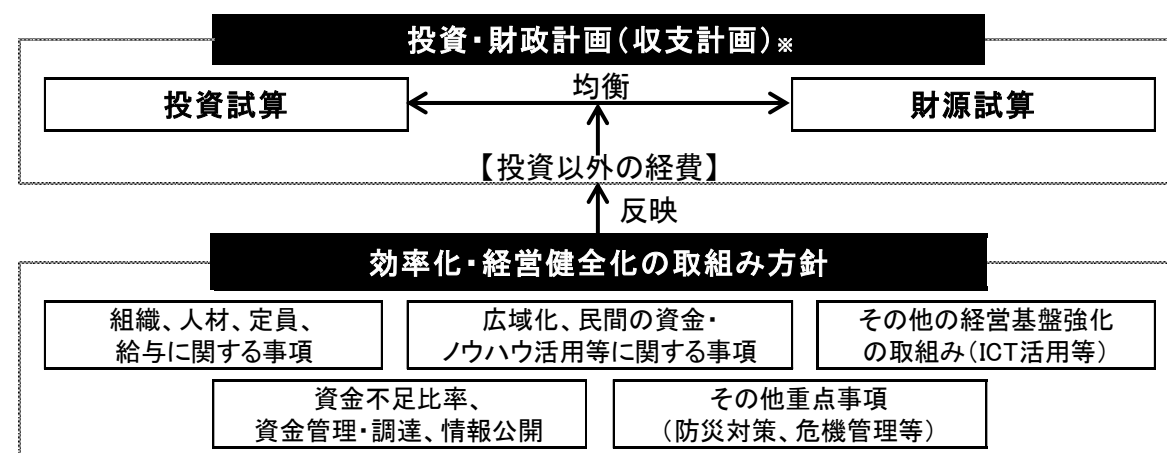 投資・財政計画（収支計画）※
均衡
投資試算
財源試算
【投資以外の経費】
反映
効率化・経営健全化の取組み方針
組織、人材、定員、
給与に関する事項
広域化、民間の資金・
ノウハウ活用等に関する事項
その他の経営基盤強化
の取組み（ICT活用等）
資金不足比率、
資金管理・調達、情報公開
その他重点事項
（防災対策、危機管理等）